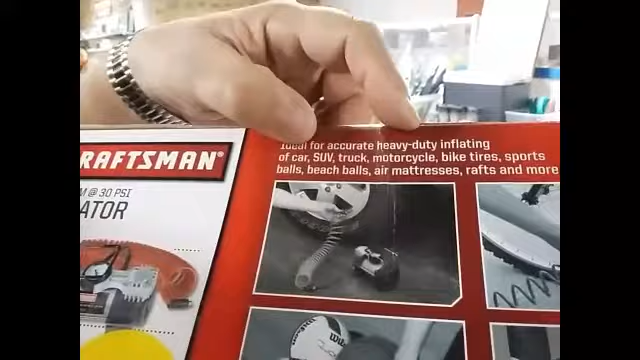 RAFTSMAN®
M @ 30 PSI
ATOR
Ideal for accurate heavy-duty inflating
of car, SUV, truck, motorcycle, bike tires, sports
balls, beach balls, air mattresses, rafts and more